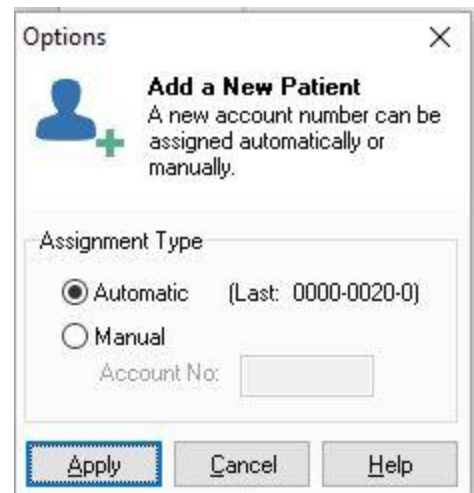 Options
Add a New Patient
A new account number can be
assigned automatically or
manually.
Assignment Type
Automatic (Last: 0000-0020-0)
Manual
Account No:
Apply Cancel Help